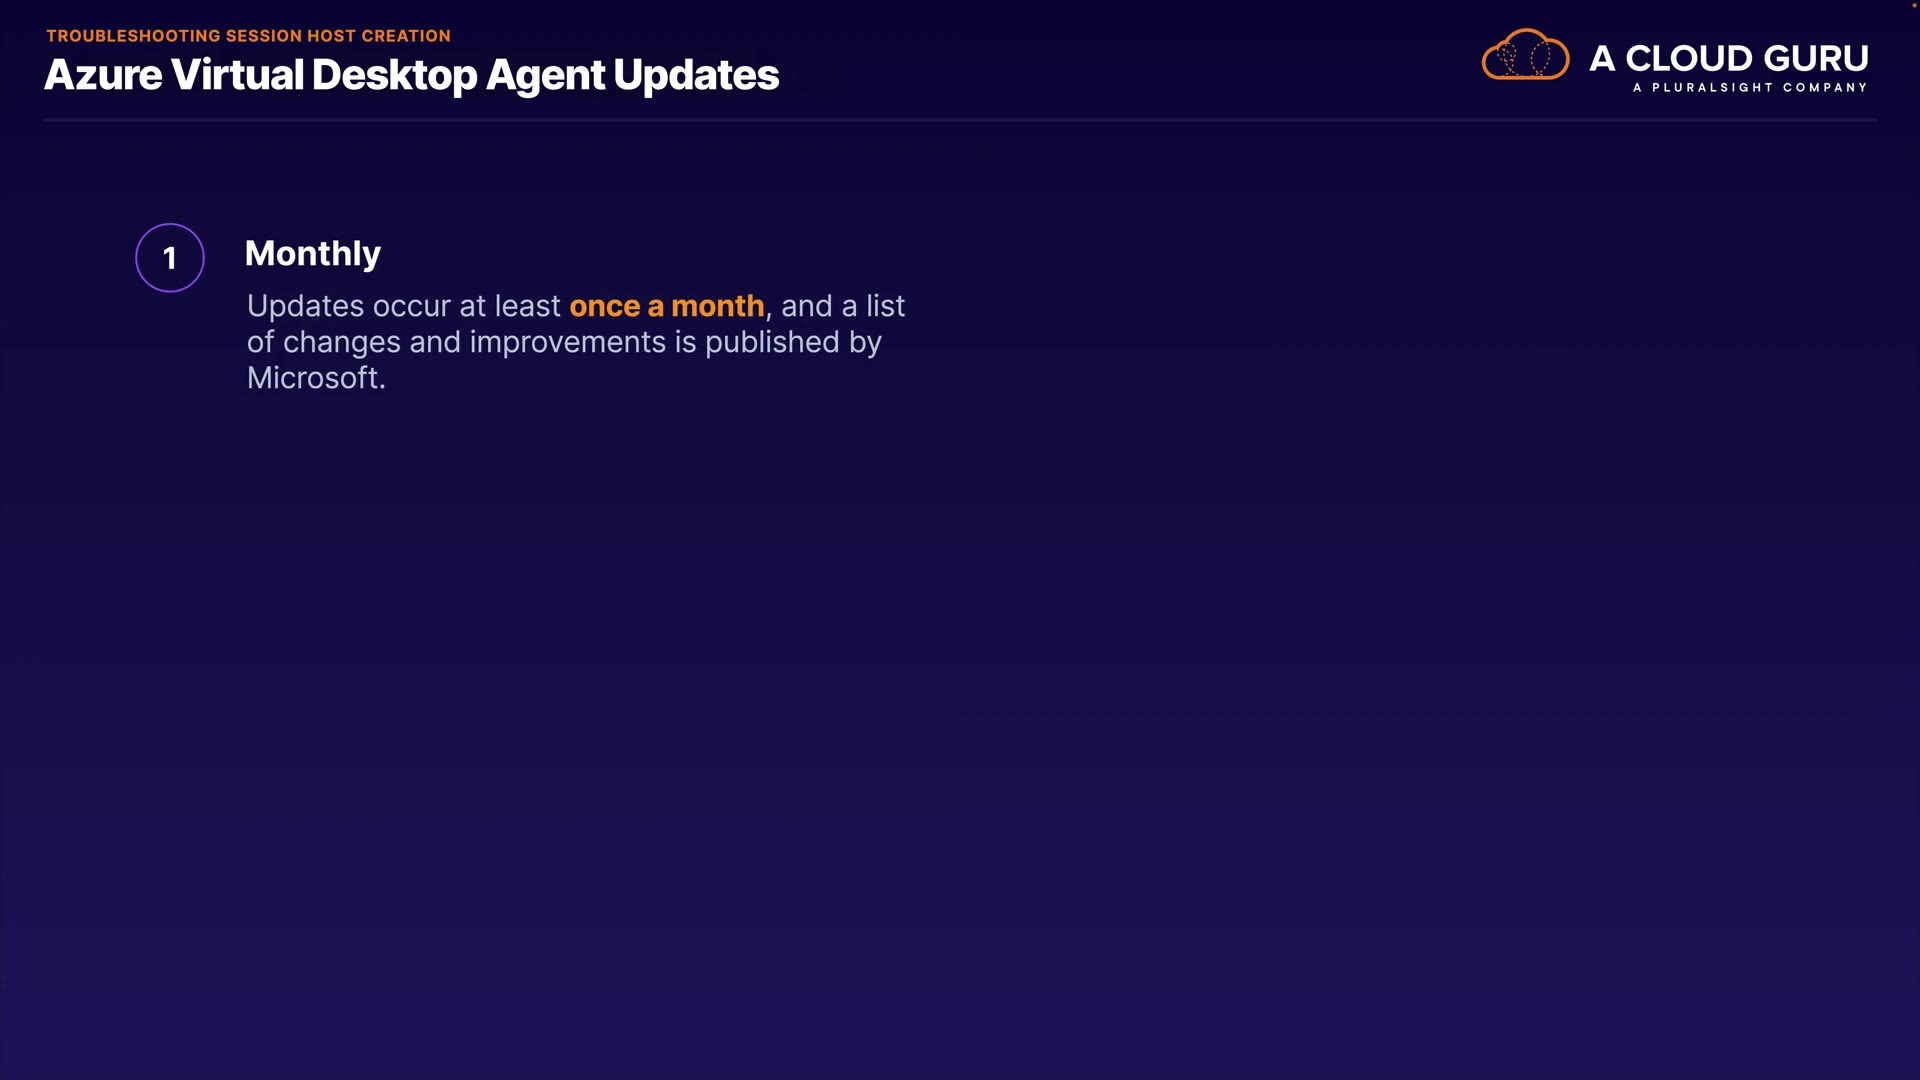 TROUBLESHOOTING SESSION HOST CREATION
Azure Virtual Desktop Agent Updates
A CLOUD GURU
A PLURALSIGHT COMPANY
1
Monthly
Updates occur at least once a month, and a list
of changes and improvements is published by
Microsoft.